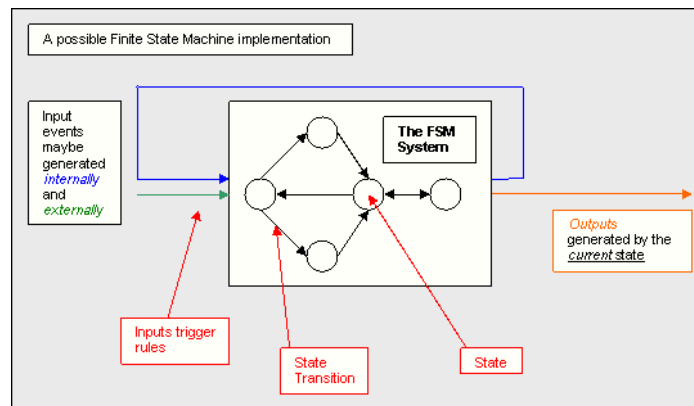 A possible Finite State Machine implementation
Input
events
maybe
generated
internally
and
externally
The FSM
System
Outputs
generated by the
current state
Inputs trigger
rules
State
Transition
State